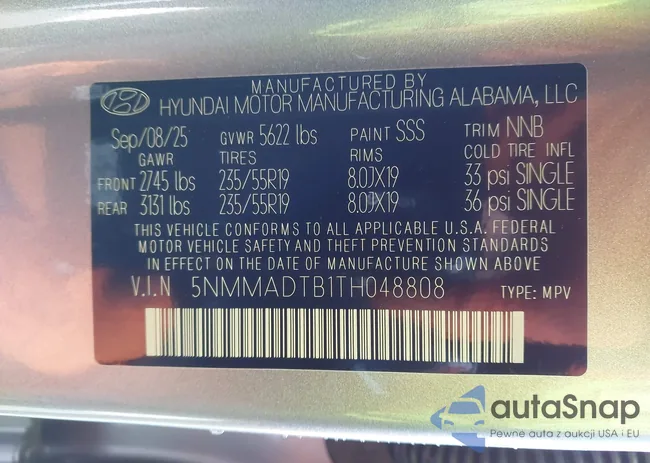 MANUFACTURED BY
HYUNDAI MOTOR MANUFACTURING ALABAMA, LLC
Sep/08/25 GVWR 5622 lbs PAINT SSS TRIM NNB
GAWR TIRES RIMS COLD TIRE INFL
FRONT 2745 lbs 235/55R19 8.0JX19 33 psi SINGLE
REAR 3131 lbs 235/55R19 8.0JX19 36 psi SINGLE
THIS VEHICLE CONFORMS TO ALL APPLICABLE U.S.A. FEDERAL
MOTOR VEHICLE SAFETY AND THEFT PREVENTION STANDARDS
IN EFFECT ON THE DATE OF MANUFACTURE SHOWN ABOVE
V.I.N 5NMMADTB1TH048808 TYPE: MPV
autaSnap
Pewne auta z aukcji USA i EU